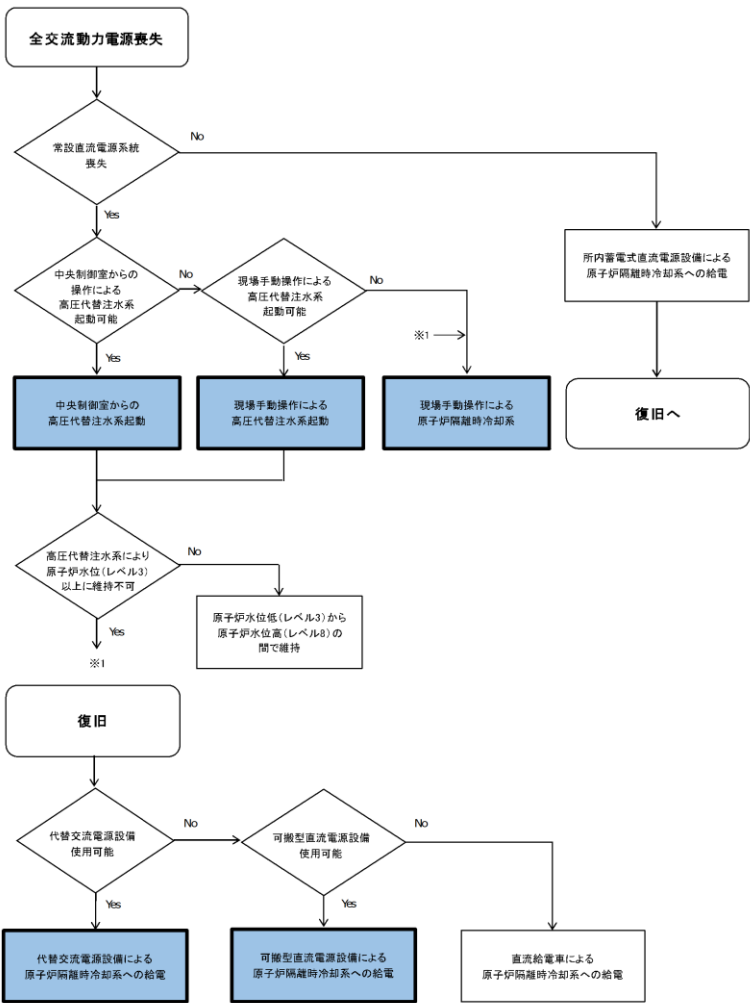 全交流動力電源喪失
常設直流電源系統
喪失
No
Yes
所内蓄電式直流電源設備による
原子炉隔離時冷却系への給電
中央制御室からの
操作による
高圧代替注水系
起動可能
No
現場手動操作による
高圧代替注水系
起動可能
No
※1
Yes
Yes
中央制御室からの
高圧代替注水系起動
現場手動操作による
高圧代替注水系起動
現場手動操作による
原子炉隔離時冷却系
復旧へ
高圧代替注水系により
原子炉水位(レベル3)
以上に維持不可
No
原子炉水位低(レベル3)から
原子炉水位高(レベル8)の
間で維持
Yes
※1
復旧
代替交流電源設備
使用可能
No
可搬型直流電源設備
使用可能
No
Yes
Yes
代替交流電源設備による
原子炉隔離時冷却系への給電
可搬型直流電源設備による
原子炉隔離時冷却系への給電
直流給電車による
原子炉隔離時冷却系への給電